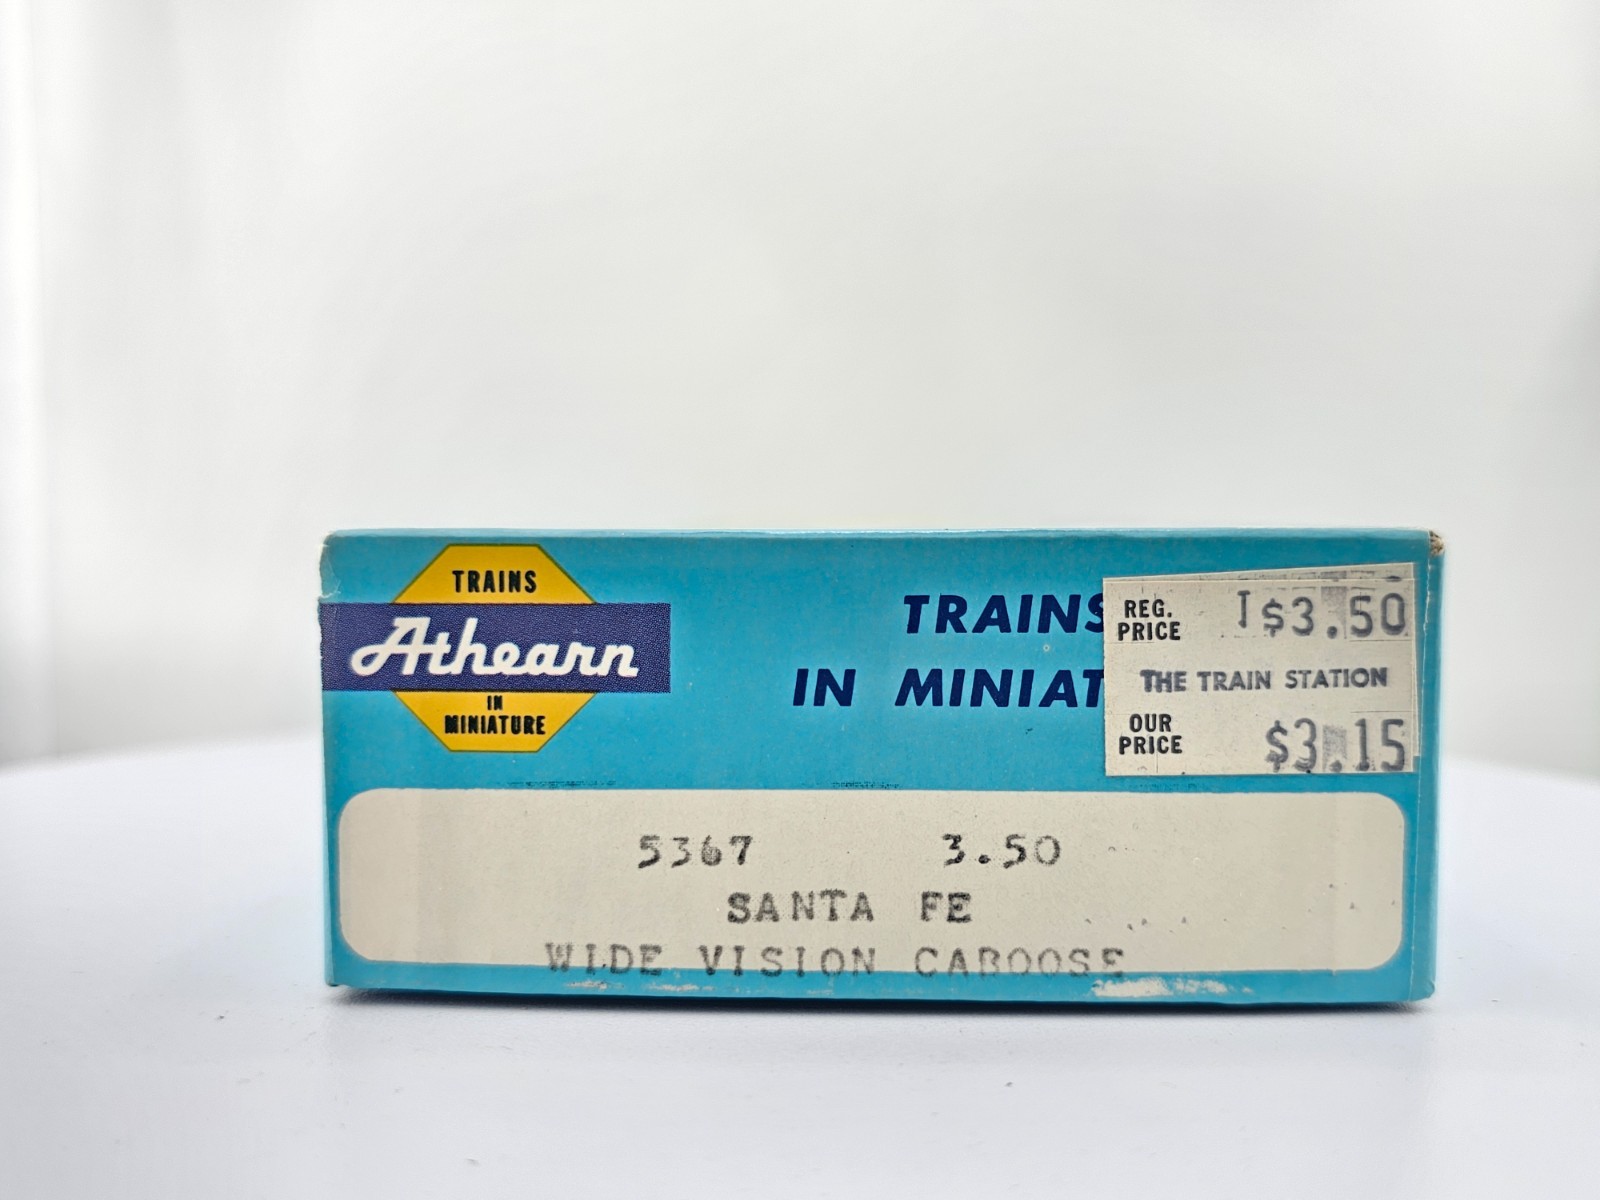 TRAINS
Athearn
IN
MINIATURE
TRAINS
IN MINIAT
REG.
PRICE
$3.50
THE TRAIN STATION
OUR
PRICE
$3.15
5367 3.50
SANTA FE
WIDE VISION CABOOSE